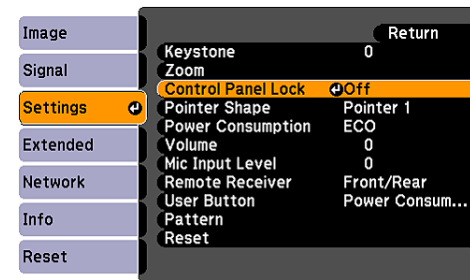 Image
Signal
Settings
Extended
Network
Info
Reset
Return
Keystone 0
Zoom
Control Panel Lock Off
Pointer Shape Pointer 1
Power Consumption ECO
Volume 0
Mic Input Level 0
Remote Receiver Front/Rear
User Button Power Consum...
Pattern
Reset